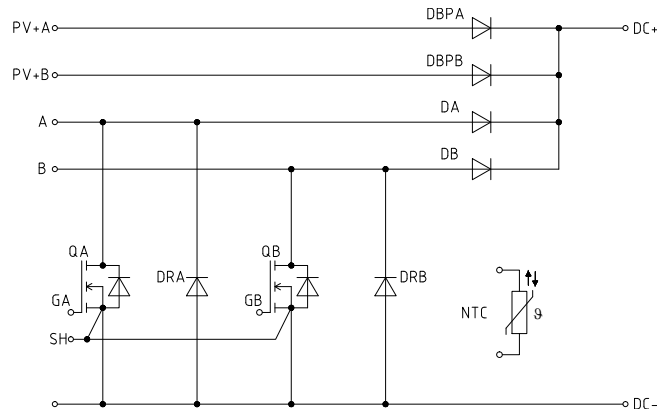 DBPA
PV+A
DC+
DBPB
PV+B
DA
A
DB
B
QA
QB
DRA
DRB
GA
GB
NTC
ϑ
SH
DC-